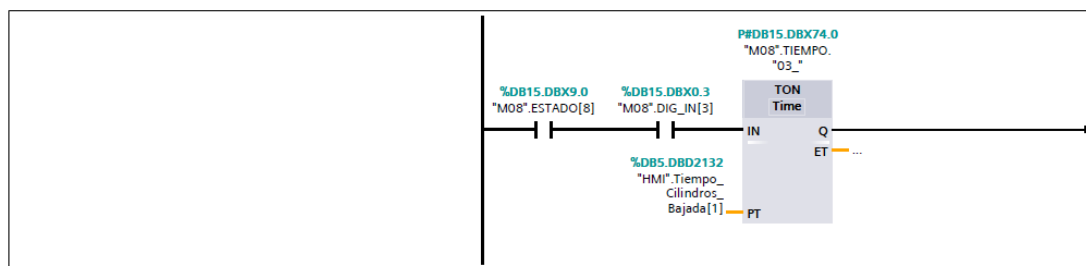 P#DB15.DBX74.0
"M08".TIEMPO.
"03_"
%DB15.DBX9.0
"M08".ESTADO[8]
%DB15.DBX0.3
"M08".DIG_IN[3]
TON
Time
IN
Q
ET
...
%DB5.DBD2132
"HMI".Tiempo_
Cilindros_
Bajada[1]
PT